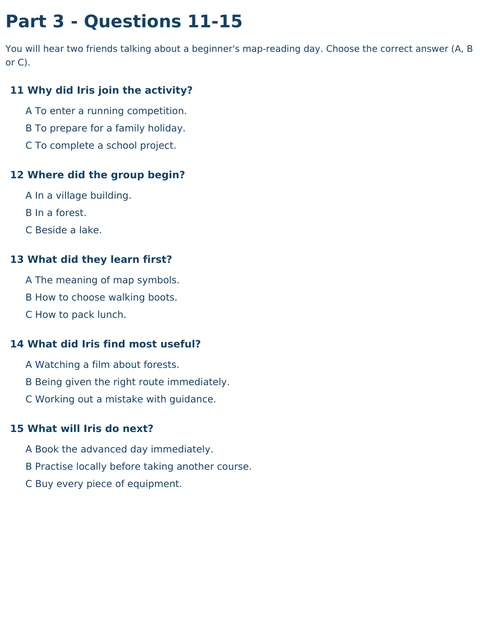 Part 3 - Questions 11-15
You will hear two friends talking about a beginner's map-reading day. Choose the correct answer (A, B
or C).
11 Why did Iris join the activity?
A To enter a running competition.
B To prepare for a family holiday.
C To complete a school project.
12 Where did the group begin?
A In a village building.
B In a forest.
C Beside a lake.
13 What did they learn first?
A The meaning of map symbols.
B How to choose walking boots.
C How to pack lunch.
14 What did Iris find most useful?
A Watching a film about forests.
B Being given the right route immediately.
C Working out a mistake with guidance.
15 What will Iris do next?
A Book the advanced day immediately.
B Practise locally before taking another course.
C Buy every piece of equipment.